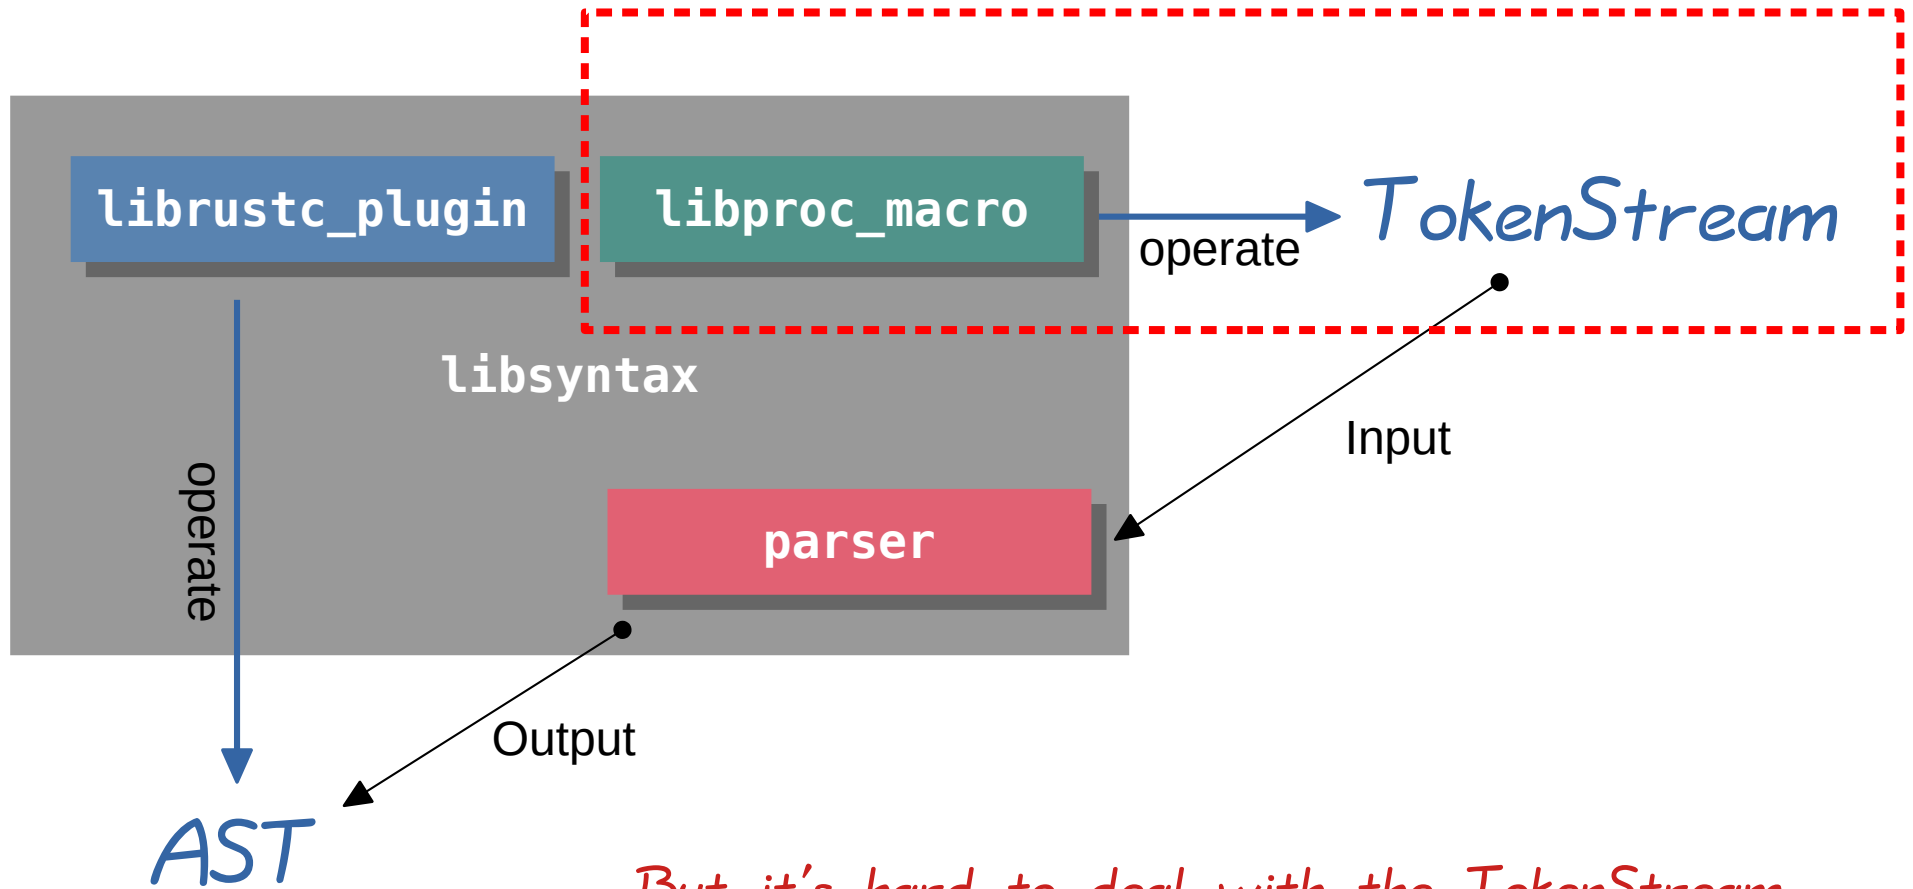 librustc_plugin
libproc_macro
TokenStream
operate
libsyntax
Input
operate
parser
Output
AST
But it's hard to deal with the TokenStream